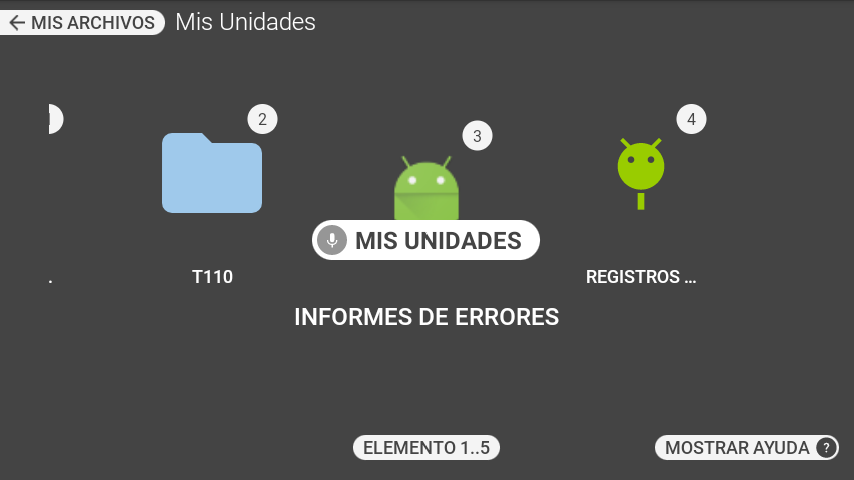 MIS ARCHIVOS Mis Unidades
2
3
4
MIS UNIDADES
.
T110
REGISTROS ...
INFORMES DE ERRORES
ELEMENTO 1..5
MOSTRAR AYUDA ?